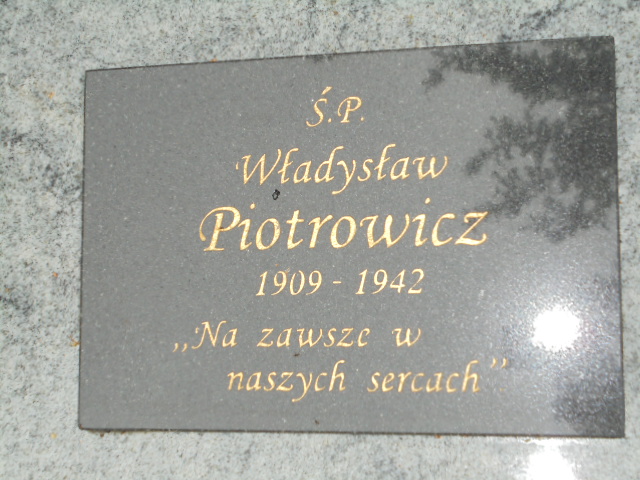 Ś.P.
Władysław
Piotrowicz
1909 - 1942
„Na zawsze w
naszych sercach”